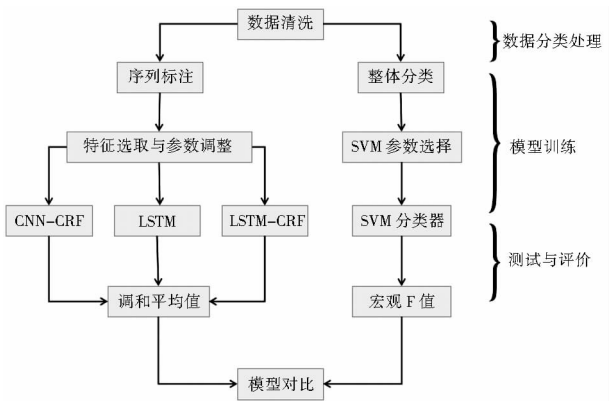 数据清洗
数据分类处理
序列标注
整体分类
特征选取与参数调整
SVM 参数选择
模型训练
CNN-CRF
LSTM
LSTM-CRF
SVM 分类器
测试与评价
调和平均值
宏观 F 值
模型对比